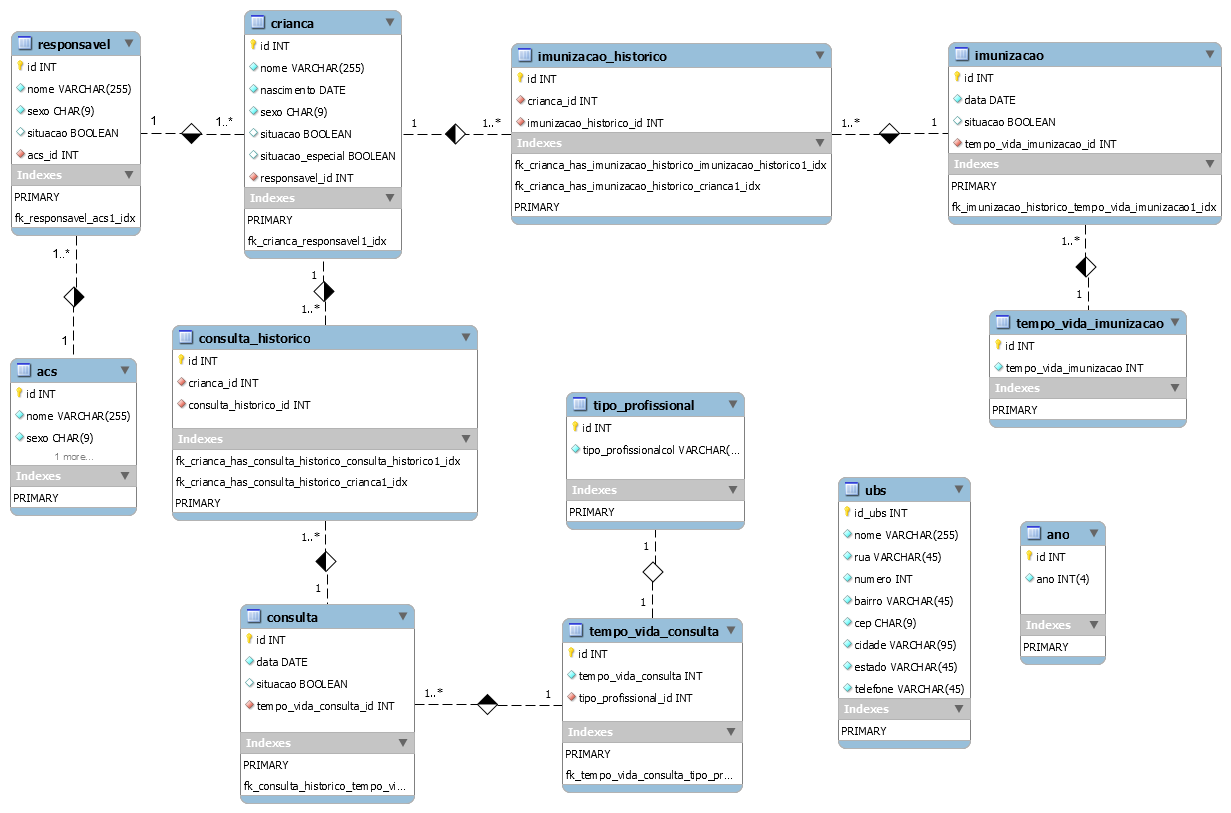 responsavel
id INT
nome VARCHAR(255)
sexo CHAR(9)
situacao BOOLEAN
acs_id INT
Indexes
PRIMARY
fk_responsavel_acs1_idx
1
1..*
crianca
id INT
nome VARCHAR(255)
nascimento DATE
sexo CHAR(9)
situacao BOOLEAN
situacao_especial BOOLEAN
responsavel_id INT
Indexes
PRIMARY
fk_crianca_responsavel1_idx
1
1..*
imunizacao_historico
id INT
crianca_id INT
imunizacao_historico_id INT
Indexes
fk_crianca_has_imunizacao_historico_imunizacao_historico1_idx
fk_crianca_has_imunizacao_historico_crianca1_idx
PRIMARY
1..*
1
imunizacao
id INT
data DATE
situacao BOOLEAN
tempo_vida_imunizacao_id INT
Indexes
PRIMARY
fk_imunizacao_historico_tempo_vida_imunizacao1_idx
1..*
1
1
1..*
1..*
1
tempo_vida_imunizacao
id INT
tempo_vida_imunizacao INT
Indexes
PRIMARY
acs
id INT
nome VARCHAR(255)
sexo CHAR(9)
1 more...
Indexes
PRIMARY
consulta_historico
id INT
crianca_id INT
consulta_historico_id INT
Indexes
fk_crianca_has_consulta_historico_consulta_historico1_idx
fk_crianca_has_consulta_historico_crianca1_idx
PRIMARY
1..*
1
tipo_profissional
id INT
tipo_profissionalcol VARCHAR(...
Indexes
PRIMARY
1
1
consulta
id INT
data DATE
situacao BOOLEAN
tempo_vida_consulta_id INT
Indexes
PRIMARY
fk_consulta_historico_tempo_vi...
1..*
1
tempo_vida_consulta
id INT
tempo_vida_consulta INT
tipo_profissional_id INT
Indexes
PRIMARY
fk_tempo_vida_consulta_tipo_pr...
ubs
id_ubs INT
nome VARCHAR(255)
rua VARCHAR(45)
numero INT
bairro VARCHAR(45)
cep CHAR(9)
cidade VARCHAR(95)
estado VARCHAR(45)
telefone VARCHAR(45)
Indexes
PRIMARY
ano
id INT
ano INT(4)
Indexes
PRIMARY